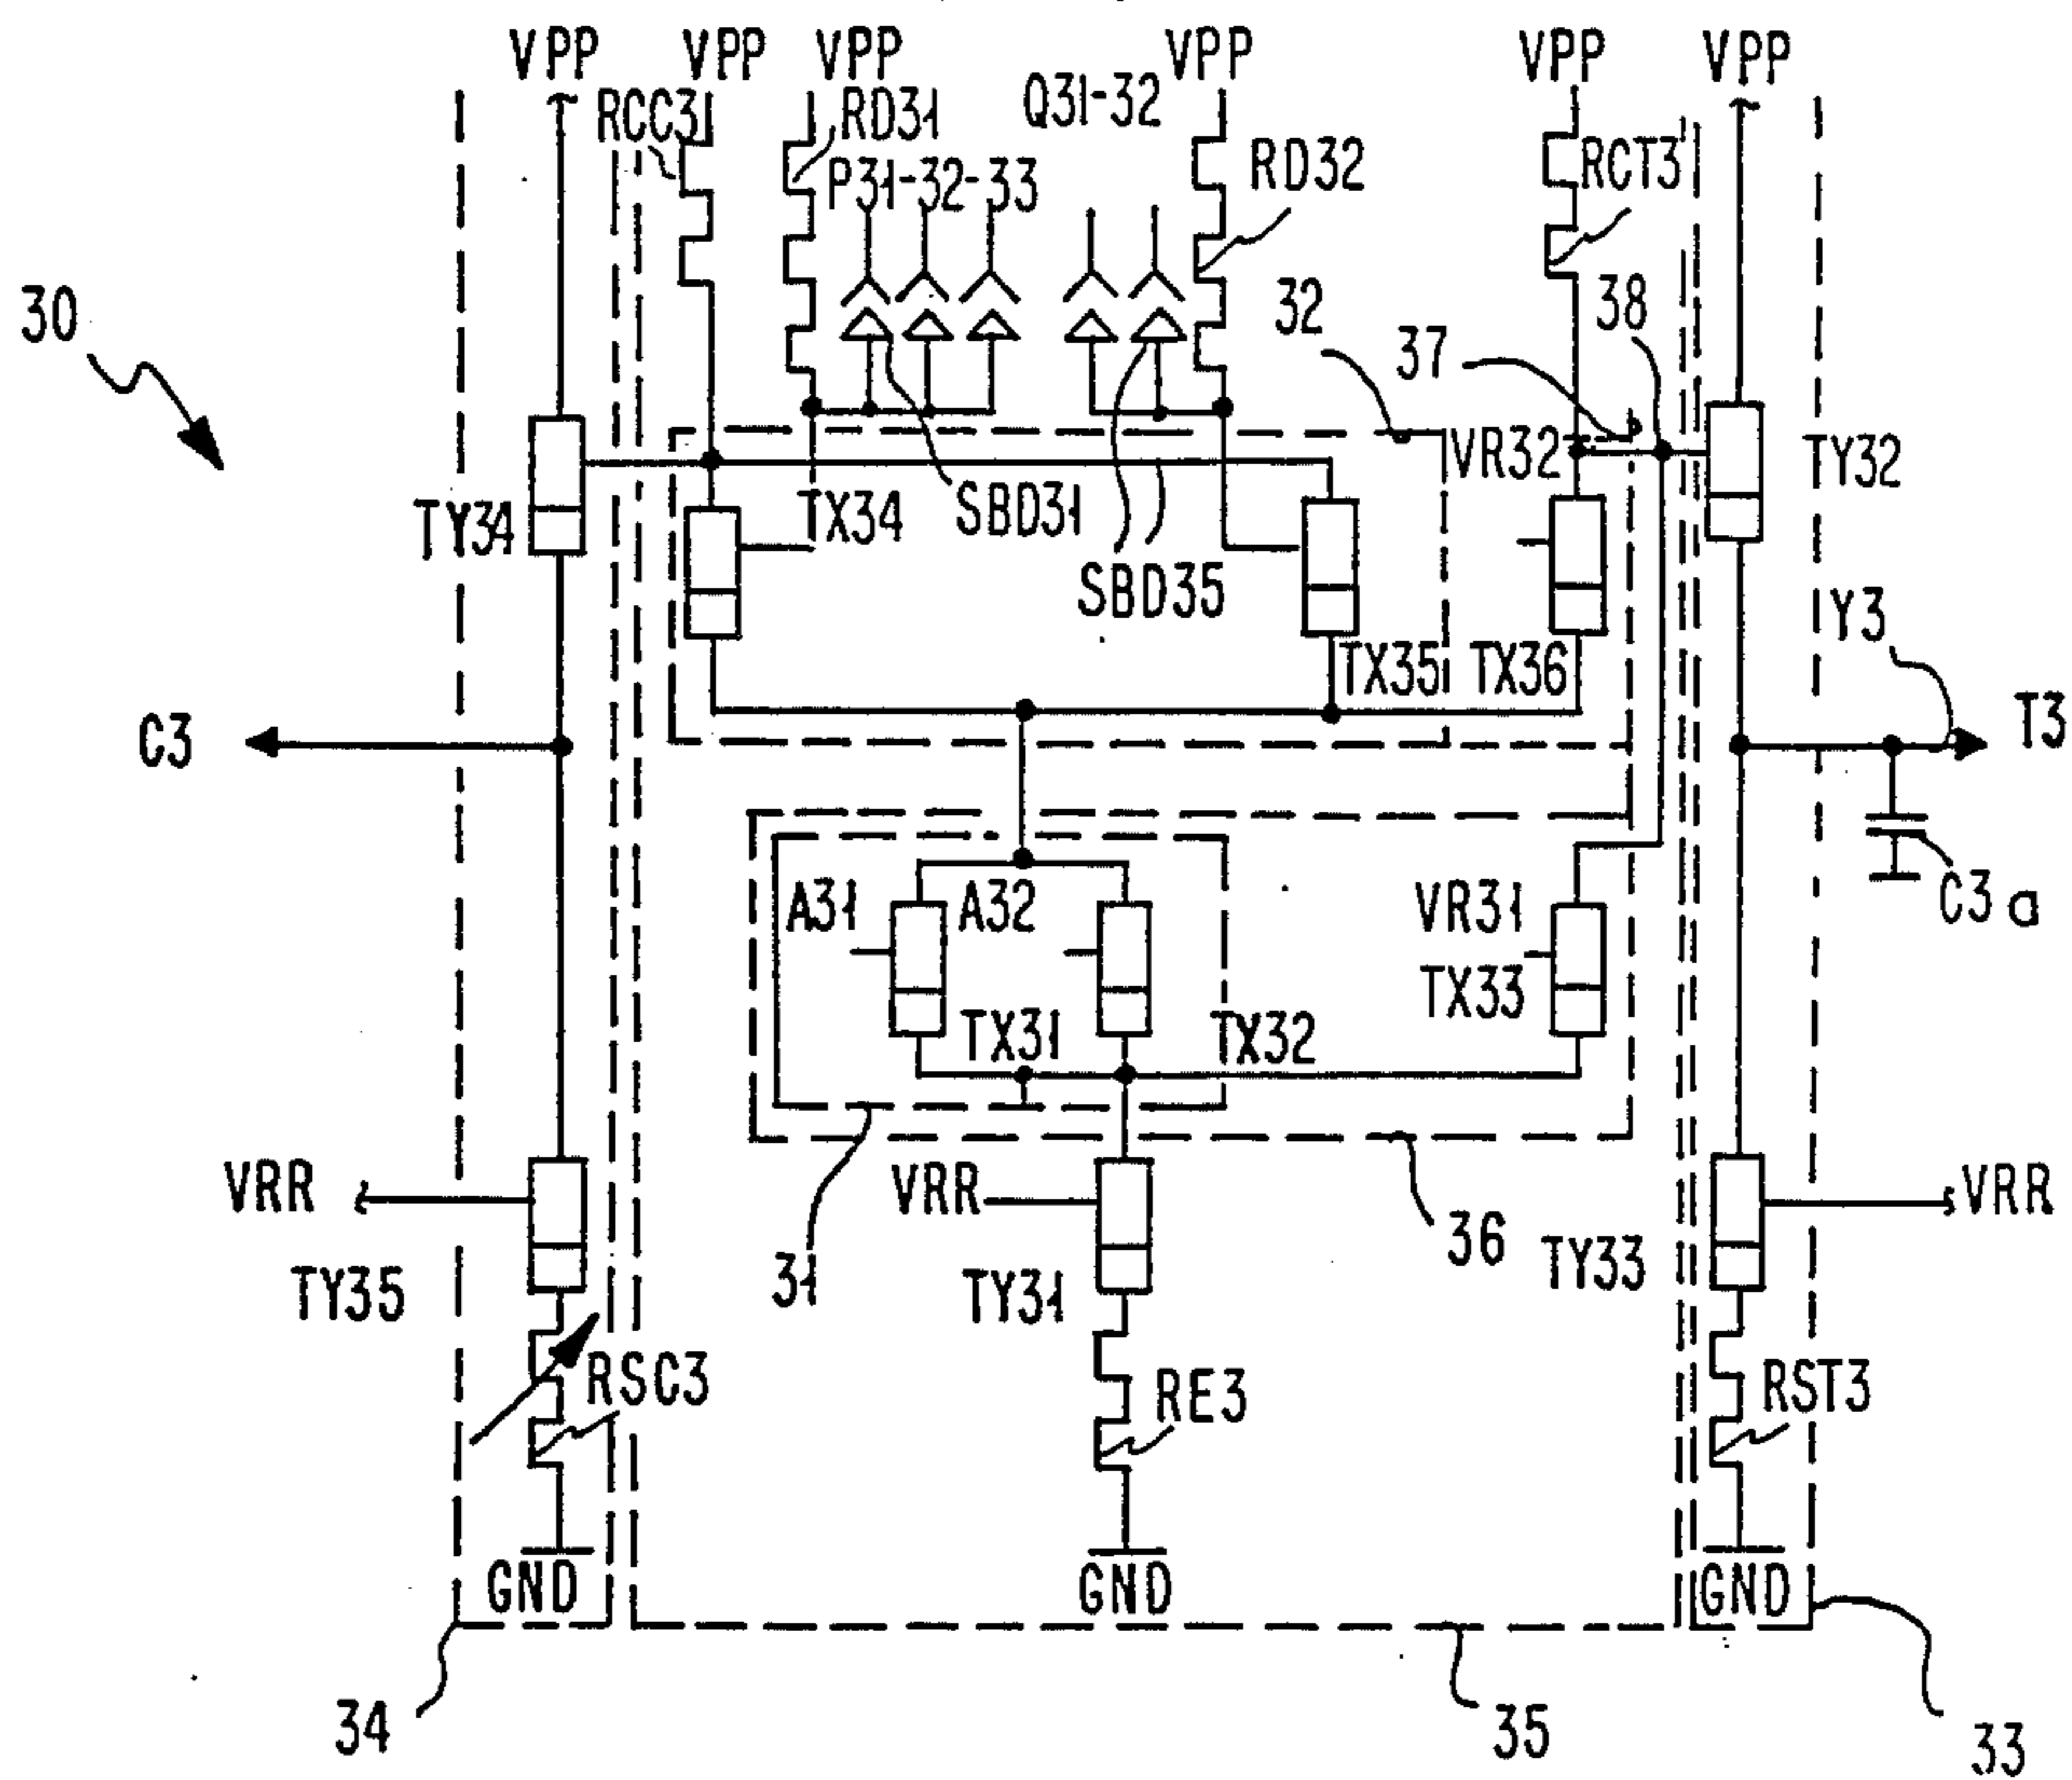 VPP VPP VPP Q31-32 VPP VPP VPP
RCC3 RD31
P31-32-33 RD32 RCT3
30 32 37 38
VR32 TY32
TY34 TX34 SBD31
SBD35
TX35 TX36 Y3
C3 T3
A31 A32 VR31 C3a
TX33
TX31 TX32
VRR VRR VRR
31 36
TY35 TY31 TY33
RSC3 RE3 RST3
GND GND GND
34 35 33